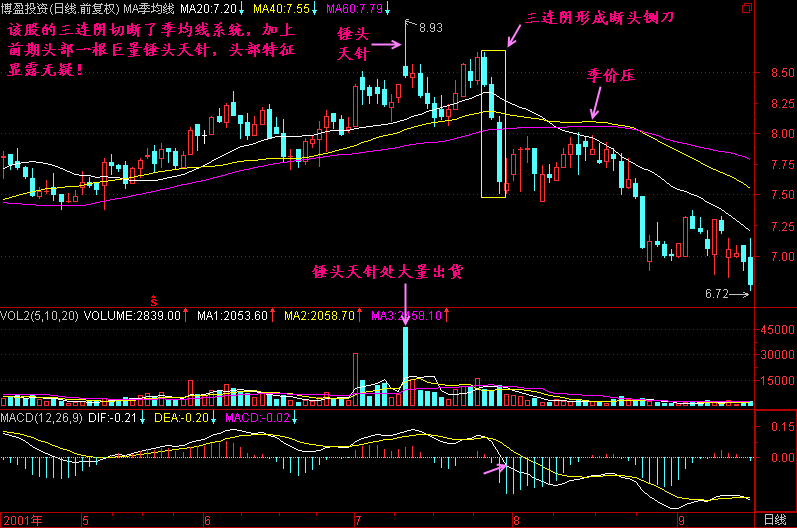 博盈投资(日线.前复权) MA季均线 MA20:7.20↓ MA40:7.55↓ MA60:7.79↓
该股的三连阴切断了季均线系统，加上
前期头部一根巨量锤头天针，头部特征
显露无疑！
锤头
天针
8.93
三连阴形成断头铡刀
季价压
8.50
8.25
8.00
7.75
7.50
7.25
7.00
6.72
锤头天针处大量出货
VOL2(5,10,20) VOLUME:2839.00↑ MA1:2053.60↑ MA2:2058.70↑ MA3:2458.10↑
45000
30000
15000
MACD(12,26,9) DIF:-0.21↓ DEA:-0.20↓ MACD:-0.02↓
0.15
0.00
2001年 5 6 7 8 9 日线